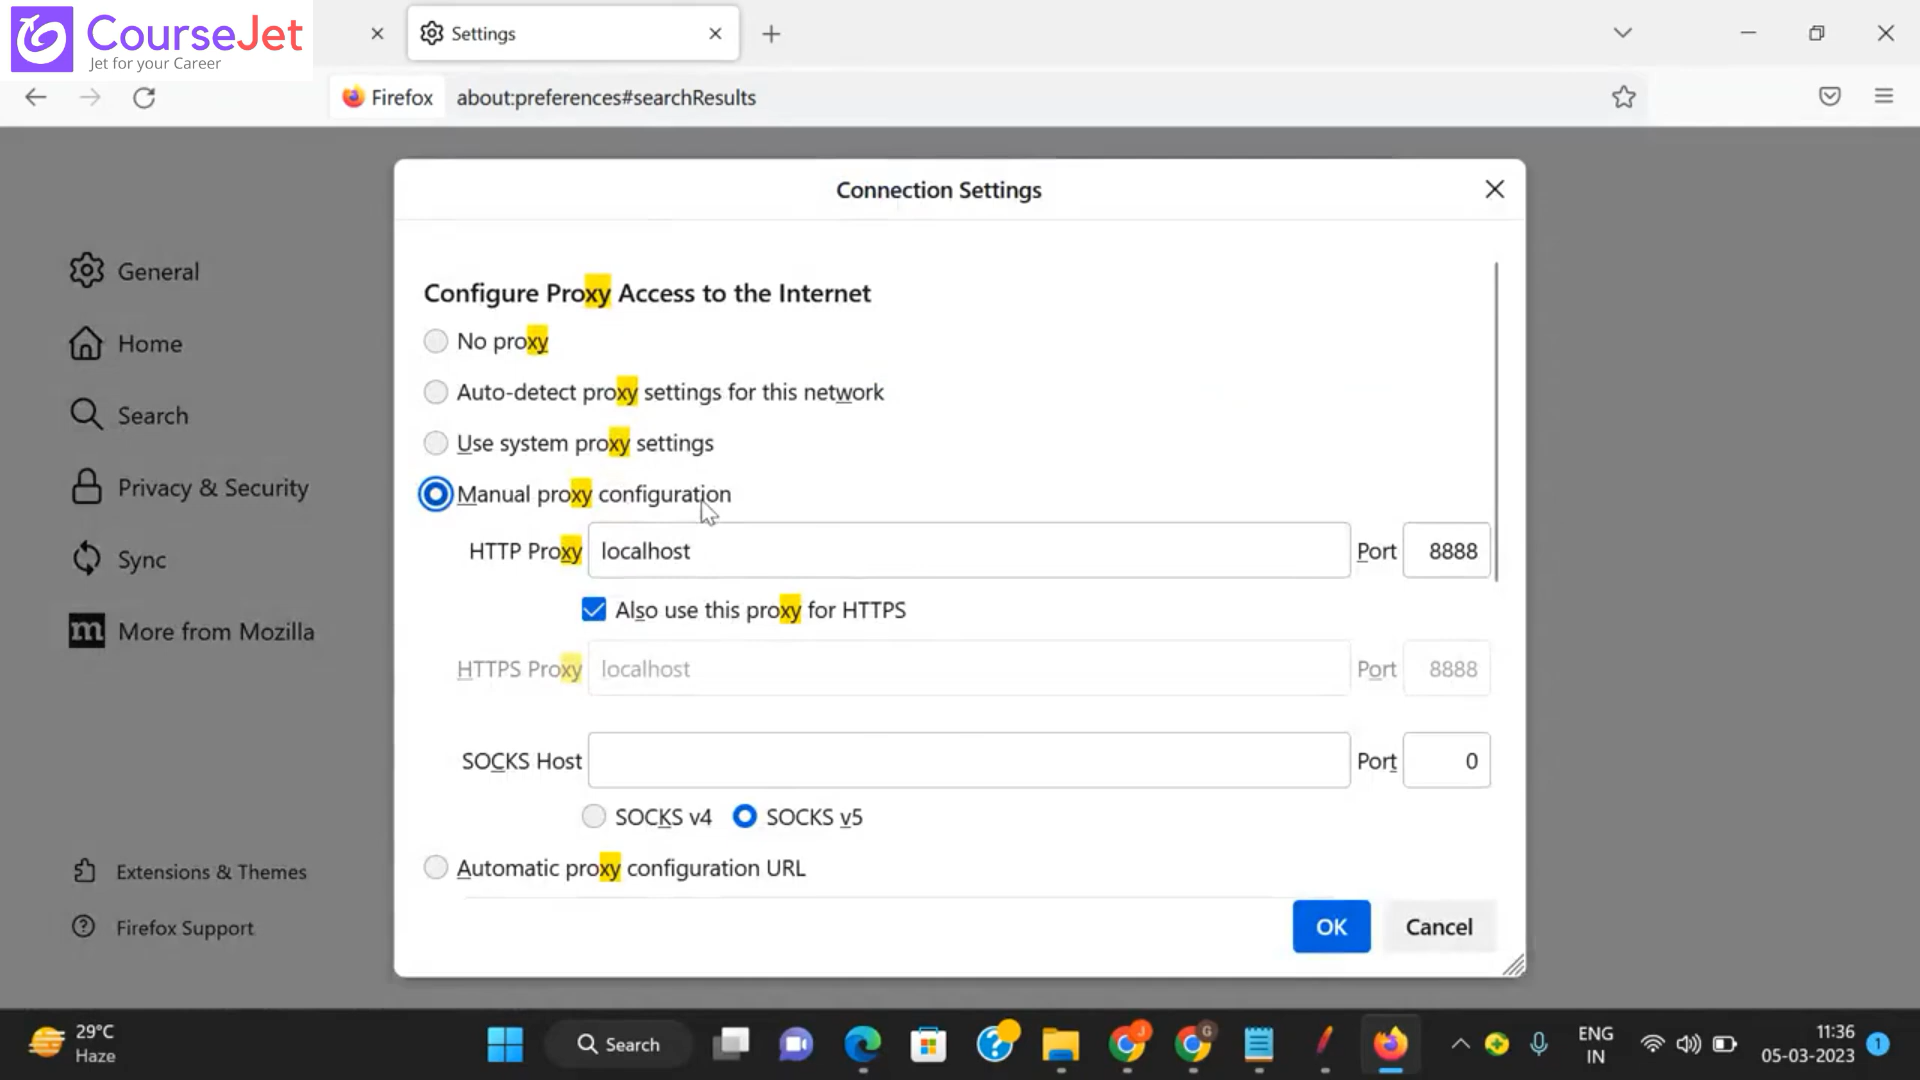 CourseJet
Jet for your Career
Settings
Firefox
about:preferences#searchResults
Connection Settings
General
Home
Search
Privacy & Security
Sync
More from Mozilla
Extensions & Themes
Firefox Support
Configure Proxy Access to the Internet
No proxy
Auto-detect proxy settings for this network
Use system proxy settings
Manual proxy configuration
HTTP Proxy localhost Port 8888
Also use this proxy for HTTPS
HTTPS Proxy localhost Port 8888
SOCKS Host Port 0
SOCKS v4 SOCKS v5
Automatic proxy configuration URL
OK Cancel
29°C
Haze
Search
J
G
ENG
IN
11:36
05-03-2023
1